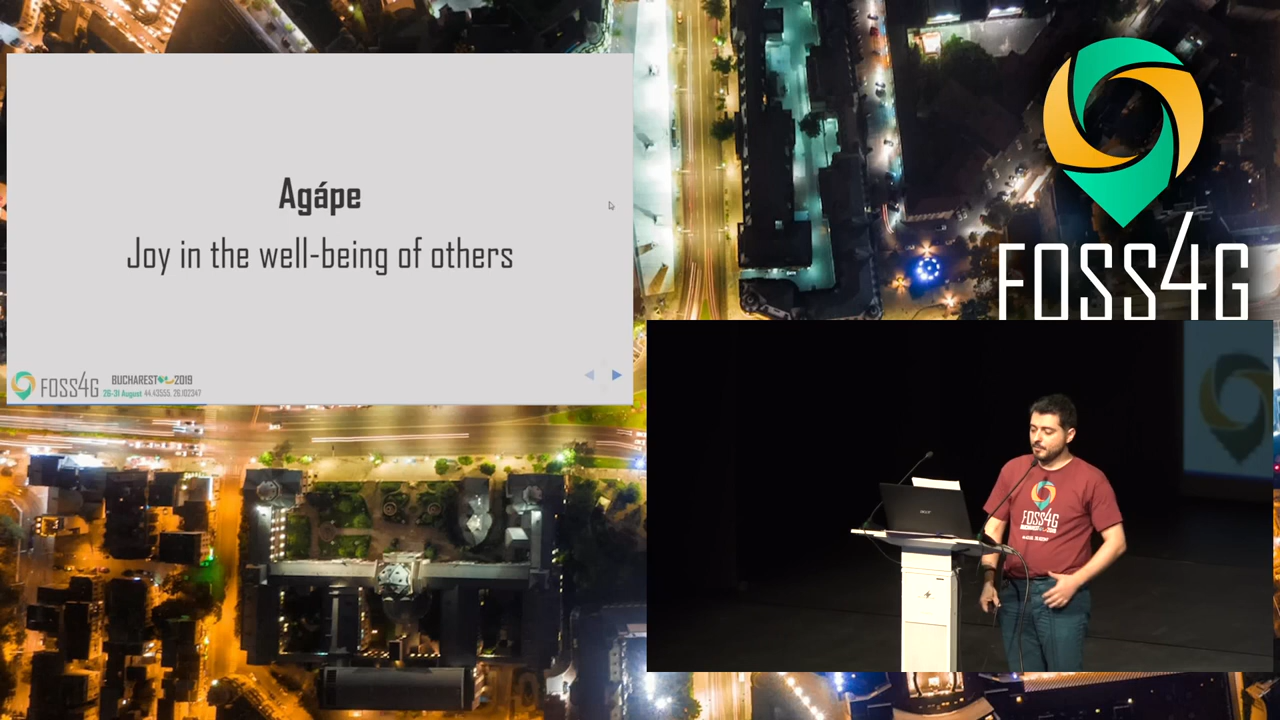 Agápe
Joy in the well-being of others
FOSS4G
BUCHAREST 2019
26-31 August 44.43555, 26.102347
FOSS4G
acer
FOSS4G